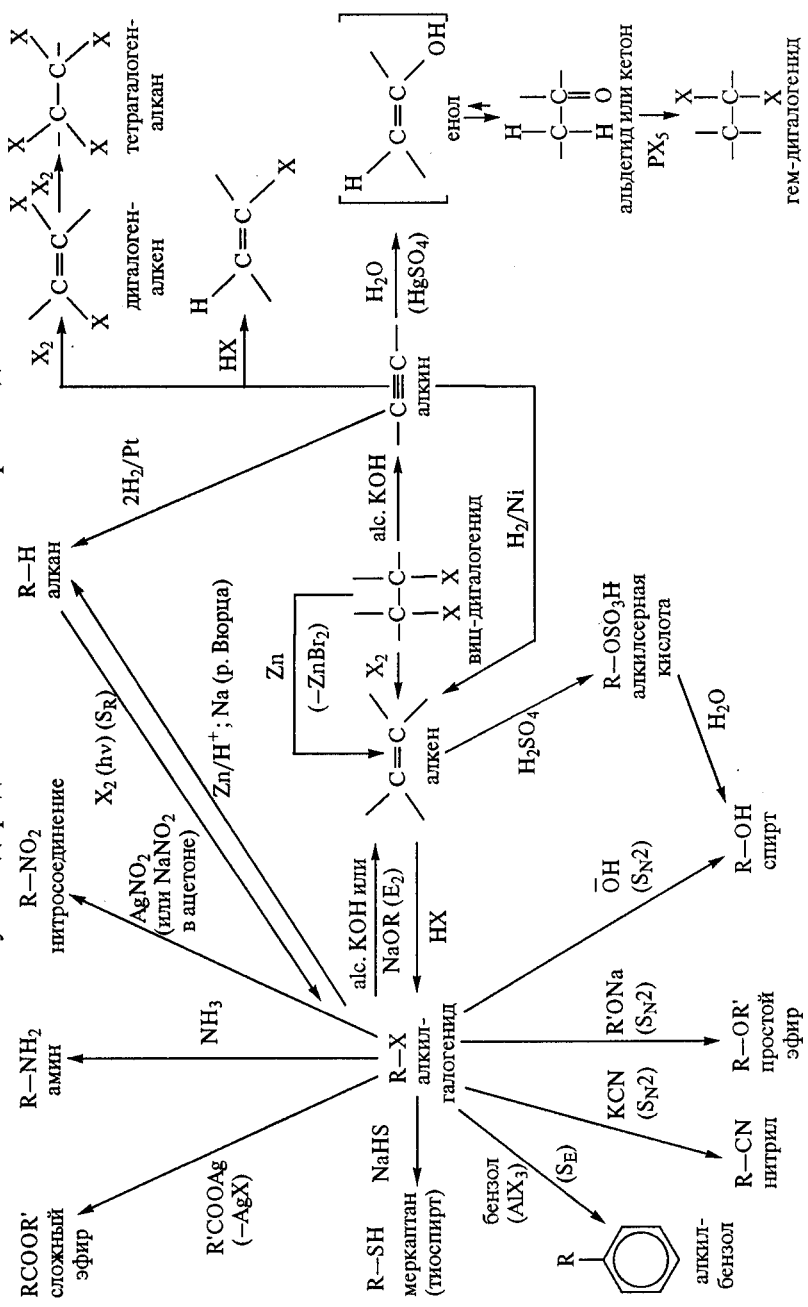 RCOOR'
сложный
эфир
R—NH₂
амин
R—NO₂
нитросоединение
R—H
алкан
X X
C—C
X X
тетрагалоген-
алкан
X₂
X
C=C
X
дигалоген-
алкен
X₂
H
C=C
X
HX
R'COOAg
(–AgX)
NH₃
AgNO₂
(или NaNO₂
в ацетоне)
X₂ (hν) (S_R)
Zn/H⁺; Na (р. Вюрца)
2H₂/Pt
R—SH
меркаптан
(тиоспирт)
NaHS
R—X
алкил-
галогенид
alc. KOH или
NaOR (E₂)
HX
C=C
алкен
Zn
(–ZnBr₂)
X₂
—C—C—
X X
виц-дигалогенид
alc. KOH
—C≡C—
алкин
H₂O
(HgSO₄)
H
C=C
OH
енол
H
—C—C—
H O
альдегид или кетон
PX₅
X
—C—C—
X
гем-дигалогенид
H₂/Ni
H₂SO₄
R—OSO₃H
алкилсерная
кислота
H₂O
бензол
(AlX₃)
(S_E)
KCN
(S_N2)
R'ONa
(S_N2)
O̅H
(S_N2)
R
алкил-
бензол
R—CN
нитрил
R—OR'
простой
эфир
R—OH
спирт